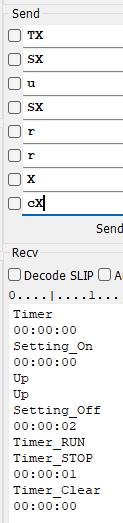 Send
TX
SX
u
SX
r
r
X
cX
Send
Recv
Decode SLIP
0....|....1...
Timer
00:00:00
Setting_On
00:00:00
Up
Up
Setting_Off
00:00:02
Timer_RUN
Timer_STOP
00:00:01
Timer_Clear
00:00:00